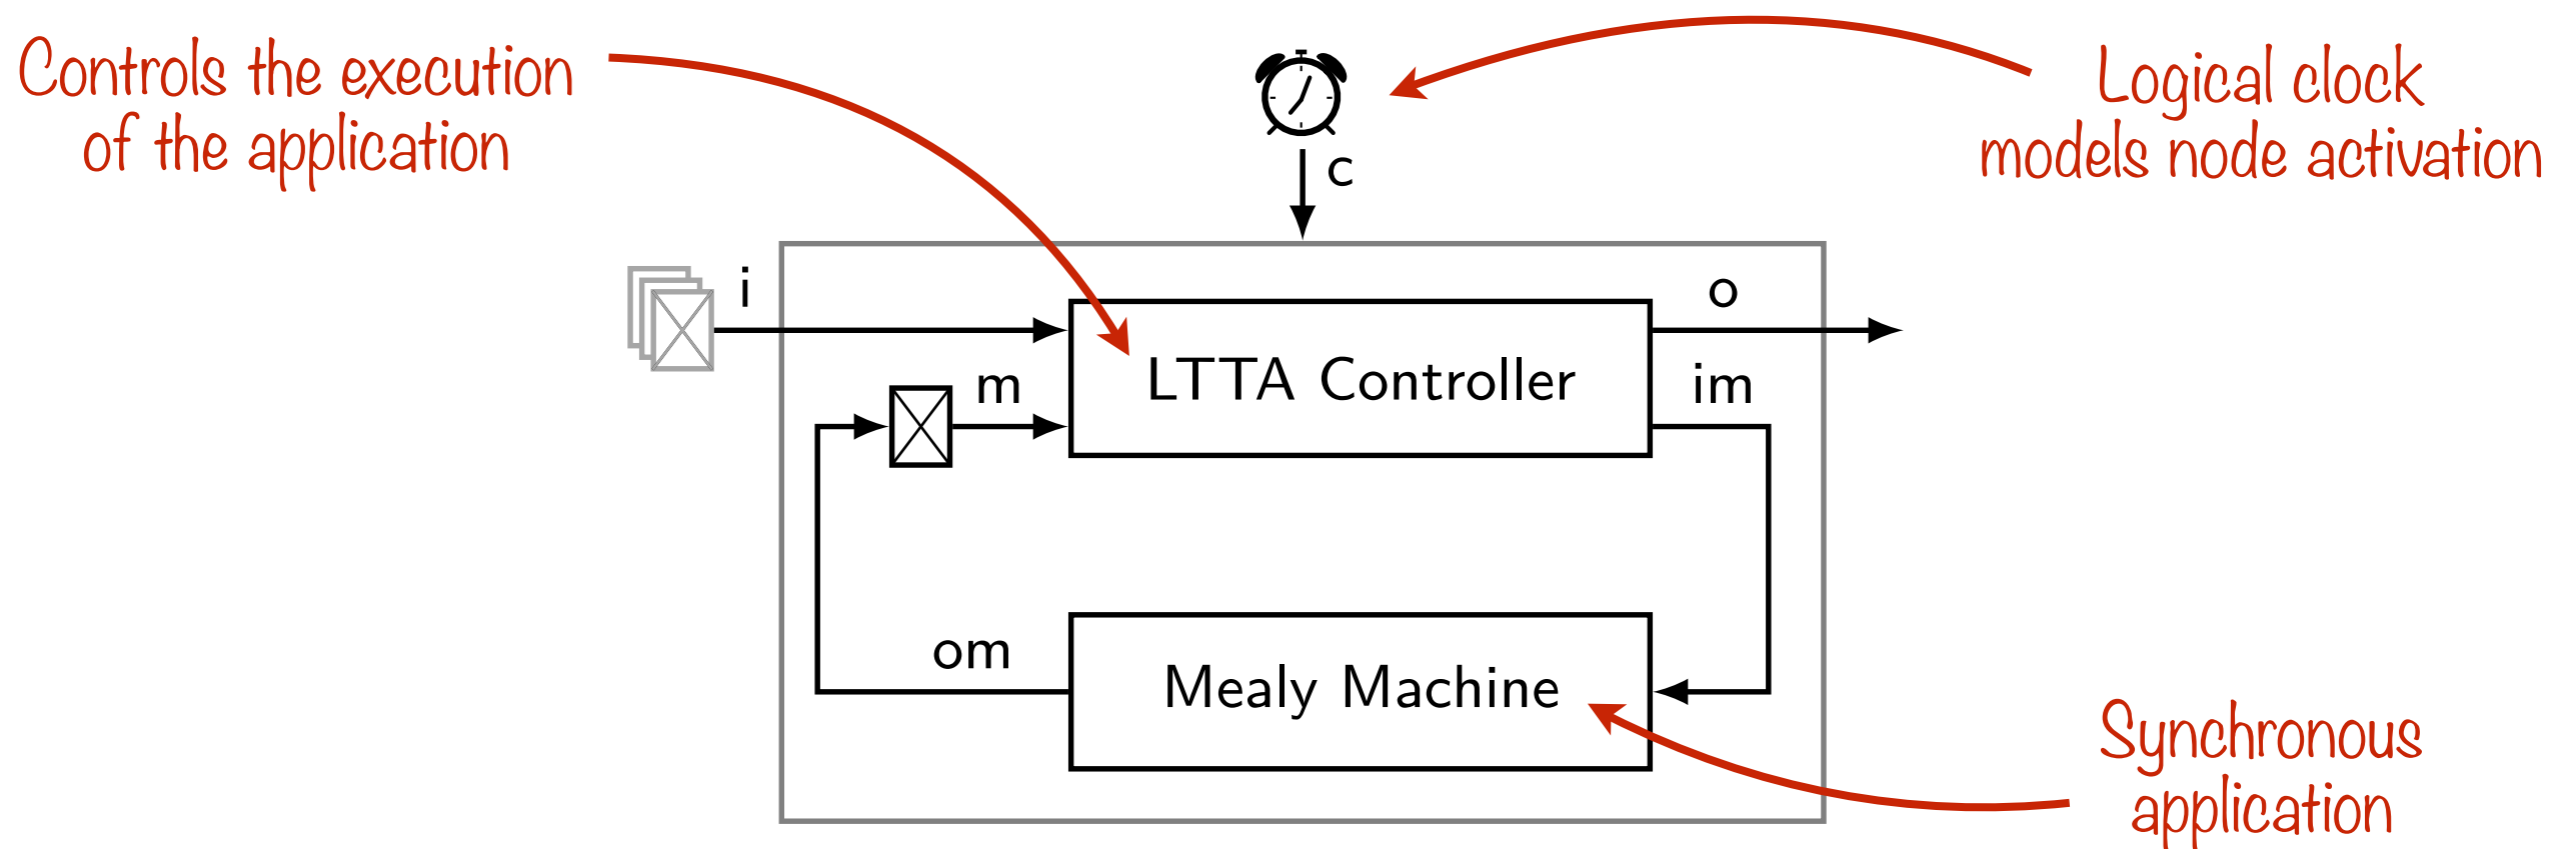 Controls the execution
of the application
Logical clock
models node activation
c
i
o
LTTA Controller
m
im
om
Mealy Machine
Synchronous
application